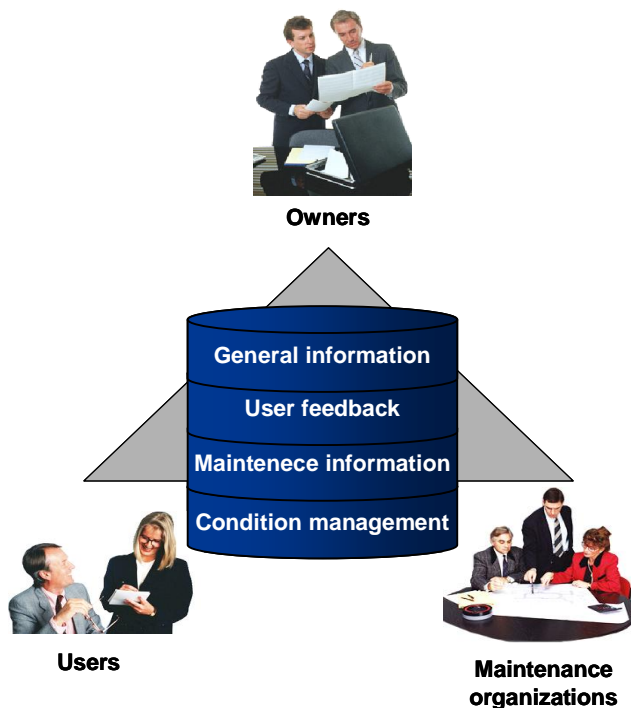 Owners
General information
User feedback
Maintenece information
Condition management
Users
Maintenance
organizations